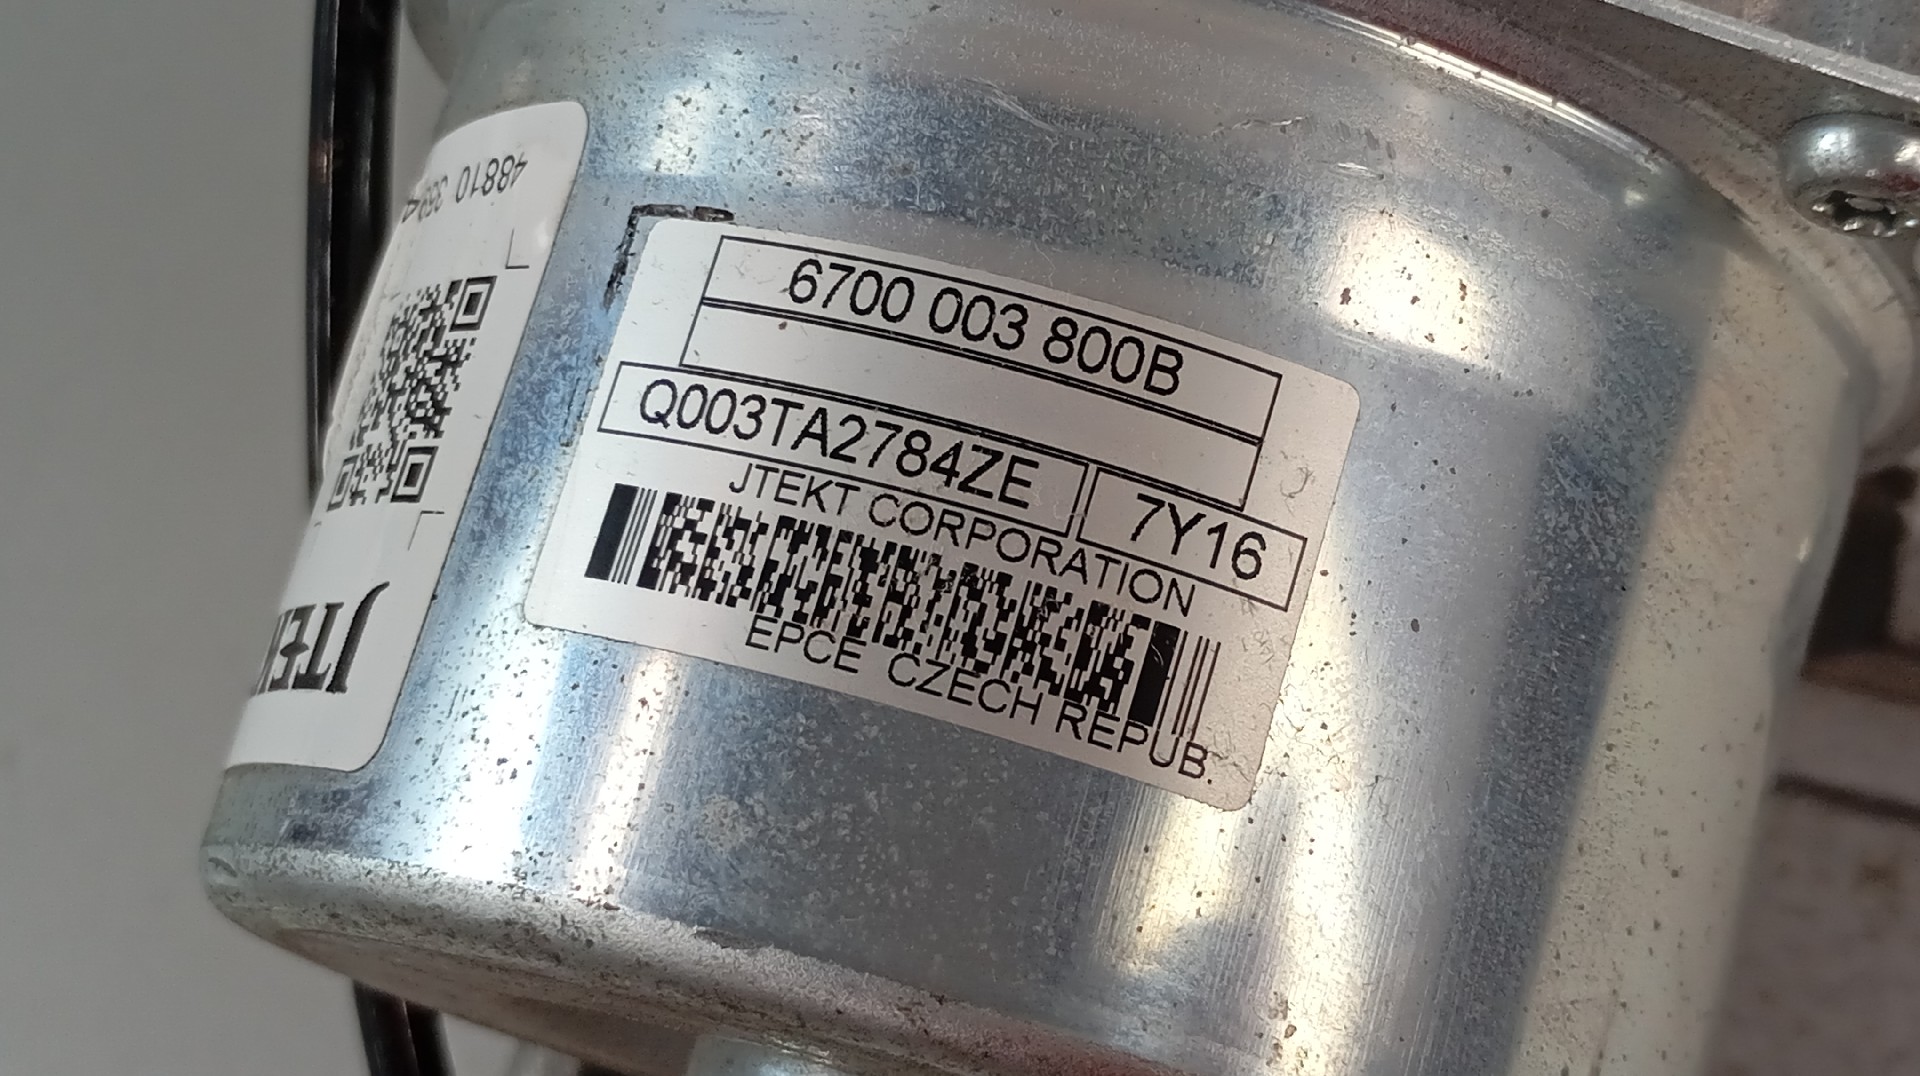 6700 003 800B
Q003TA2784ZE 7Y16
JTEKT CORPORATION
EPCE CZECH REPUB.
48810